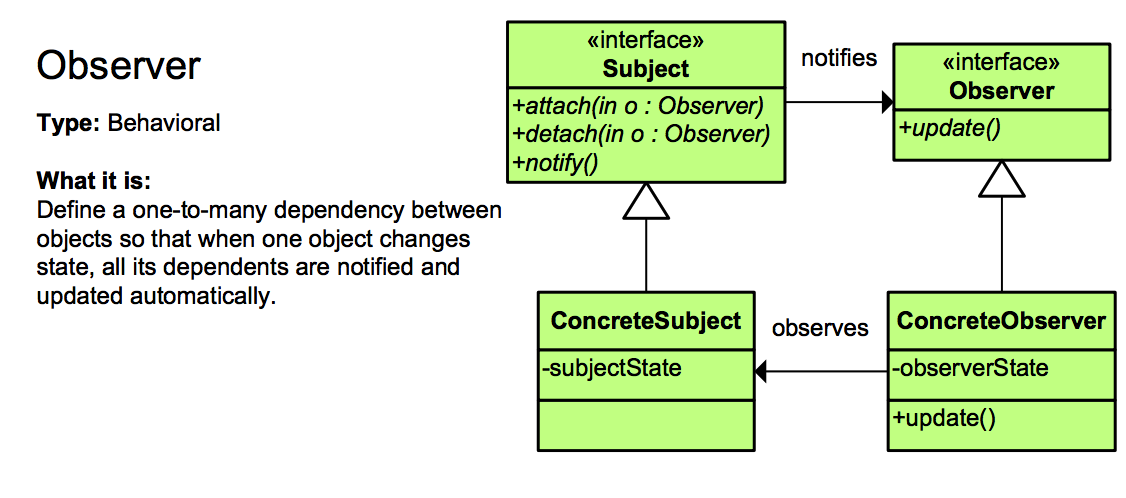 Observer
Type: Behavioral
What it is:
Define a one-to-many dependency between
objects so that when one object changes
state, all its dependents are notified and
updated automatically.
«interface»
Subject
+attach(in o : Observer)
+detach(in o : Observer)
+notify()
notifies
«interface»
Observer
+update()
ConcreteSubject
-subjectState
observes
ConcreteObserver
-observerState
+update()